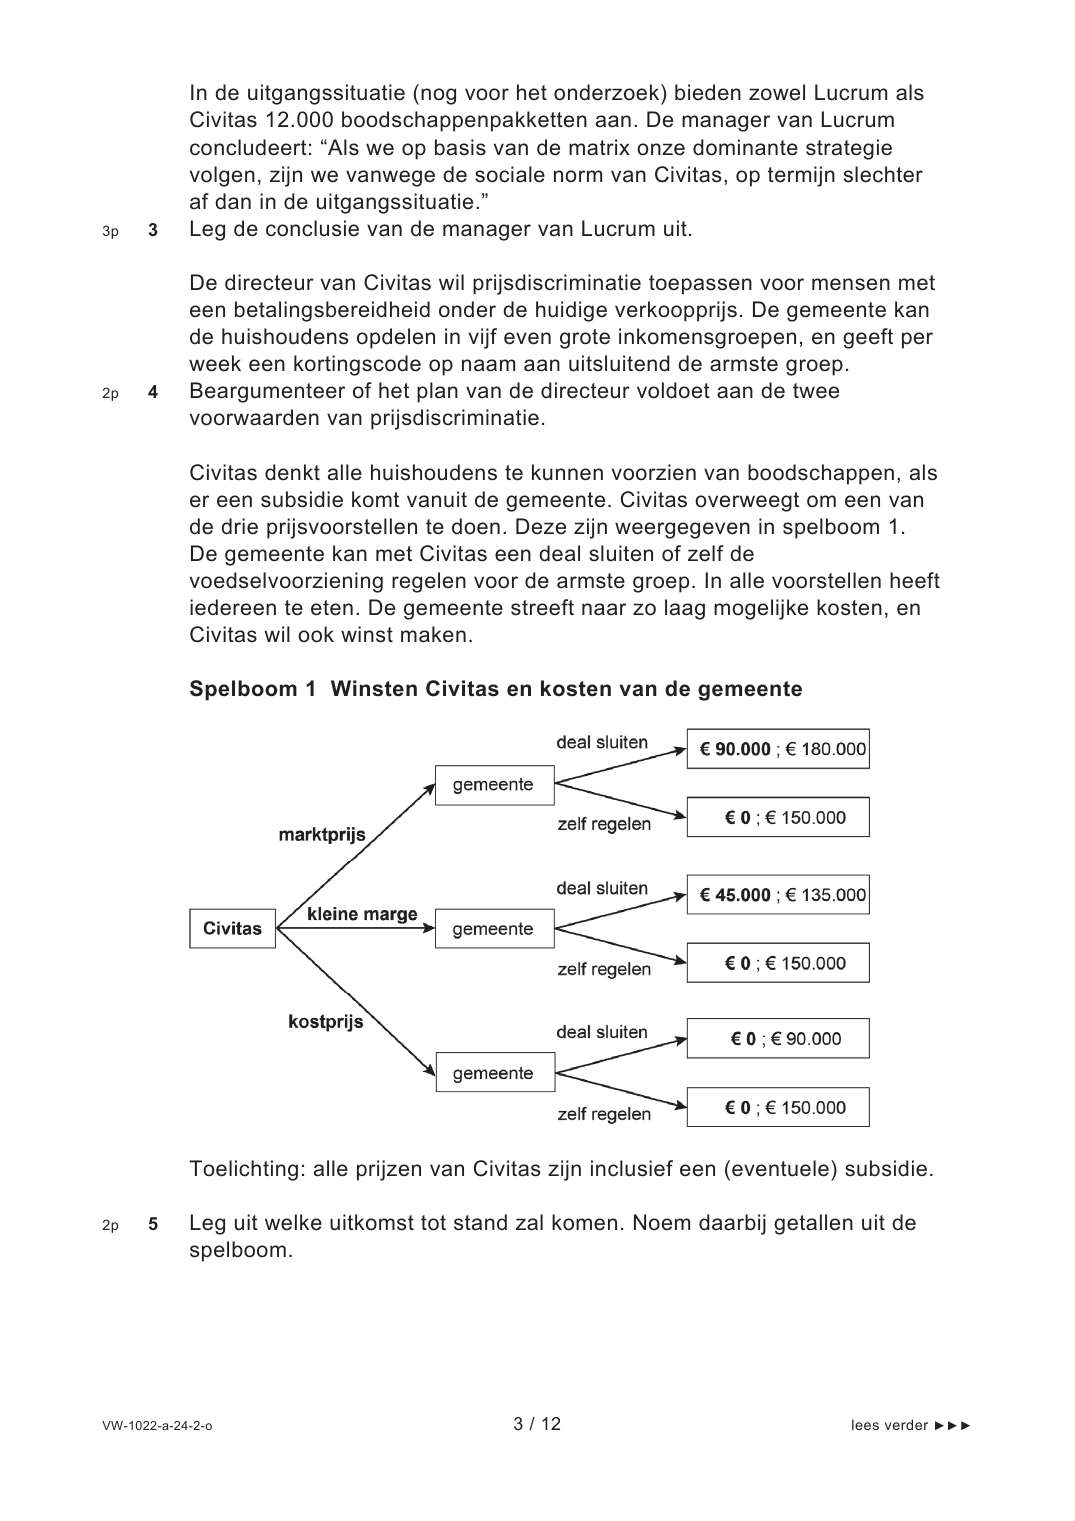 In de uitgangssituatie (nog voor het onderzoek) bieden zowel Lucrum als
Civitas 12.000 boodschappenpakketten aan. De manager van Lucrum
concludeert: “Als we op basis van de matrix onze dominante strategie
volgen, zijn we vanwege de sociale norm van Civitas, op termijn slechter
af dan in de uitgangssituatie.”
3p 3 Leg de conclusie van de manager van Lucrum uit.
De directeur van Civitas wil prijsdiscriminatie toepassen voor mensen met
een betalingsbereidheid onder de huidige verkoopprijs. De gemeente kan
de huishoudens opdelen in vijf even grote inkomensgroepen, en geeft per
week een kortingscode op naam aan uitsluitend de armste groep.
2p 4 Beargumenteer of het plan van de directeur voldoet aan de twee
voorwaarden van prijsdiscriminatie.
Civitas denkt alle huishoudens te kunnen voorzien van boodschappen, als
er een subsidie komt vanuit de gemeente. Civitas overweegt om een van
de drie prijsvoorstellen te doen. Deze zijn weergegeven in spelboom 1.
De gemeente kan met Civitas een deal sluiten of zelf de
voedselvoorziening regelen voor de armste groep. In alle voorstellen heeft
iedereen te eten. De gemeente streeft naar zo laag mogelijke kosten, en
Civitas wil ook winst maken.
Spelboom 1 Winsten Civitas en kosten van de gemeente
deal sluiten
€ 90.000 ; € 180.000
gemeente
zelf regelen
€ 0 ; € 150.000
marktprijs
deal sluiten
€ 45.000 ; € 135.000
kleine marge
Civitas
gemeente
zelf regelen
€ 0 ; € 150.000
kostprijs
deal sluiten
€ 0 ; € 90.000
gemeente
zelf regelen
€ 0 ; € 150.000
Toelichting: alle prijzen van Civitas zijn inclusief een (eventuele) subsidie.
2p 5 Leg uit welke uitkomst tot stand zal komen. Noem daarbij getallen uit de
spelboom.
VW-1022-a-24-2-o 3 / 12 lees verder ►►►